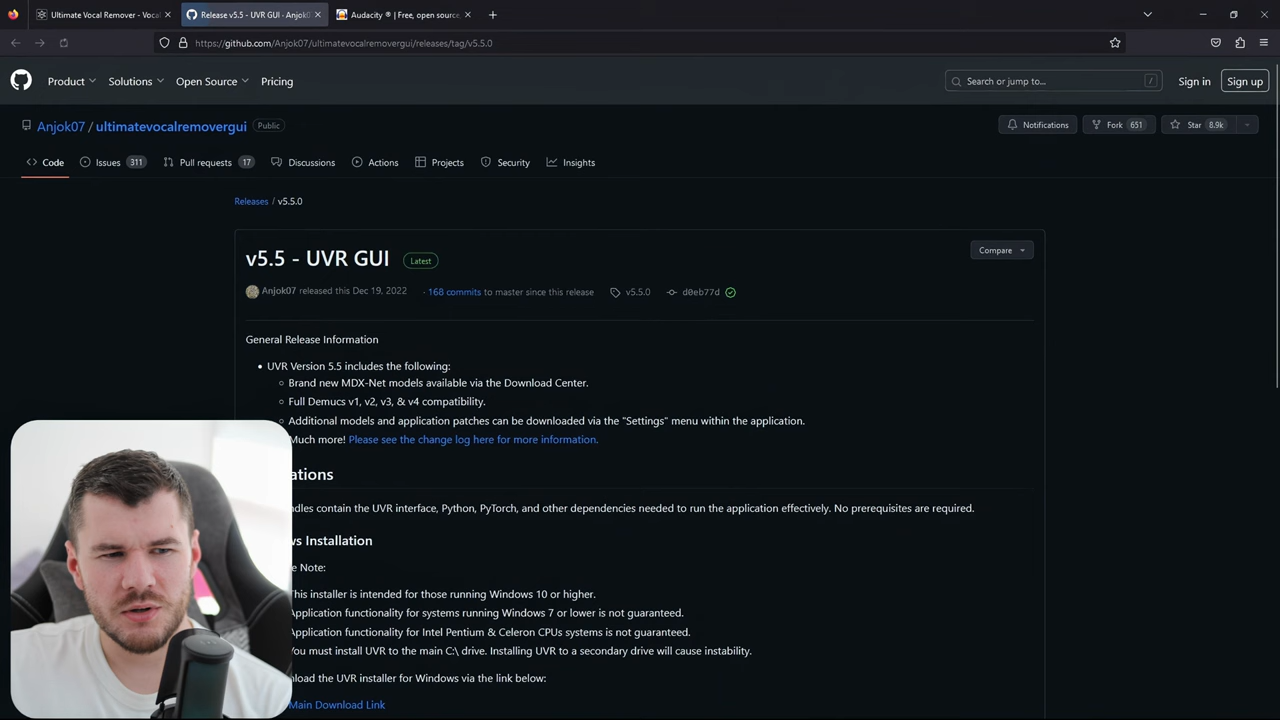 Ultimate Vocal Remover - Vocal
Release v5.5 - UVR GUI · Anjok0
Audacity ® | Free, open source,
https://github.com/Anjok07/ultimatevocalremovergui/releases/tag/v5.5.0
Product
Solutions
Open Source
Pricing
Search or jump to...
/
Sign in
Sign up
Anjok07 / ultimatevocalremovergui
Public
Notifications
Fork 651
Star 8.9k
Code
Issues 311
Pull requests 17
Discussions
Actions
Projects
Security
Insights
Releases / v5.5.0
v5.5 - UVR GUI
Latest
Compare
Anjok07 released this Dec 19, 2022
· 168 commits to master since this release
v5.5.0
d0eb77d
General Release Information
UVR Version 5.5 includes the following:
Brand new MDX-Net models available via the Download Center.
Full Demucs v1, v2, v3, & v4 compatibility.
Additional models and application patches can be downloaded via the "Settings" menu within the application.
Much more! Please see the change log here for more information.
ations
ndles contain the UVR interface, Python, PyTorch, and other dependencies needed to run the application effectively. No prerequisites are required.
ws Installation
e Note:
This installer is intended for those running Windows 10 or higher.
Application functionality for systems running Windows 7 or lower is not guaranteed.
Application functionality for Intel Pentium & Celeron CPUs systems is not guaranteed.
You must install UVR to the main C:\ drive. Installing UVR to a secondary drive will cause instability.
nload the UVR installer for Windows via the link below:
Main Download Link